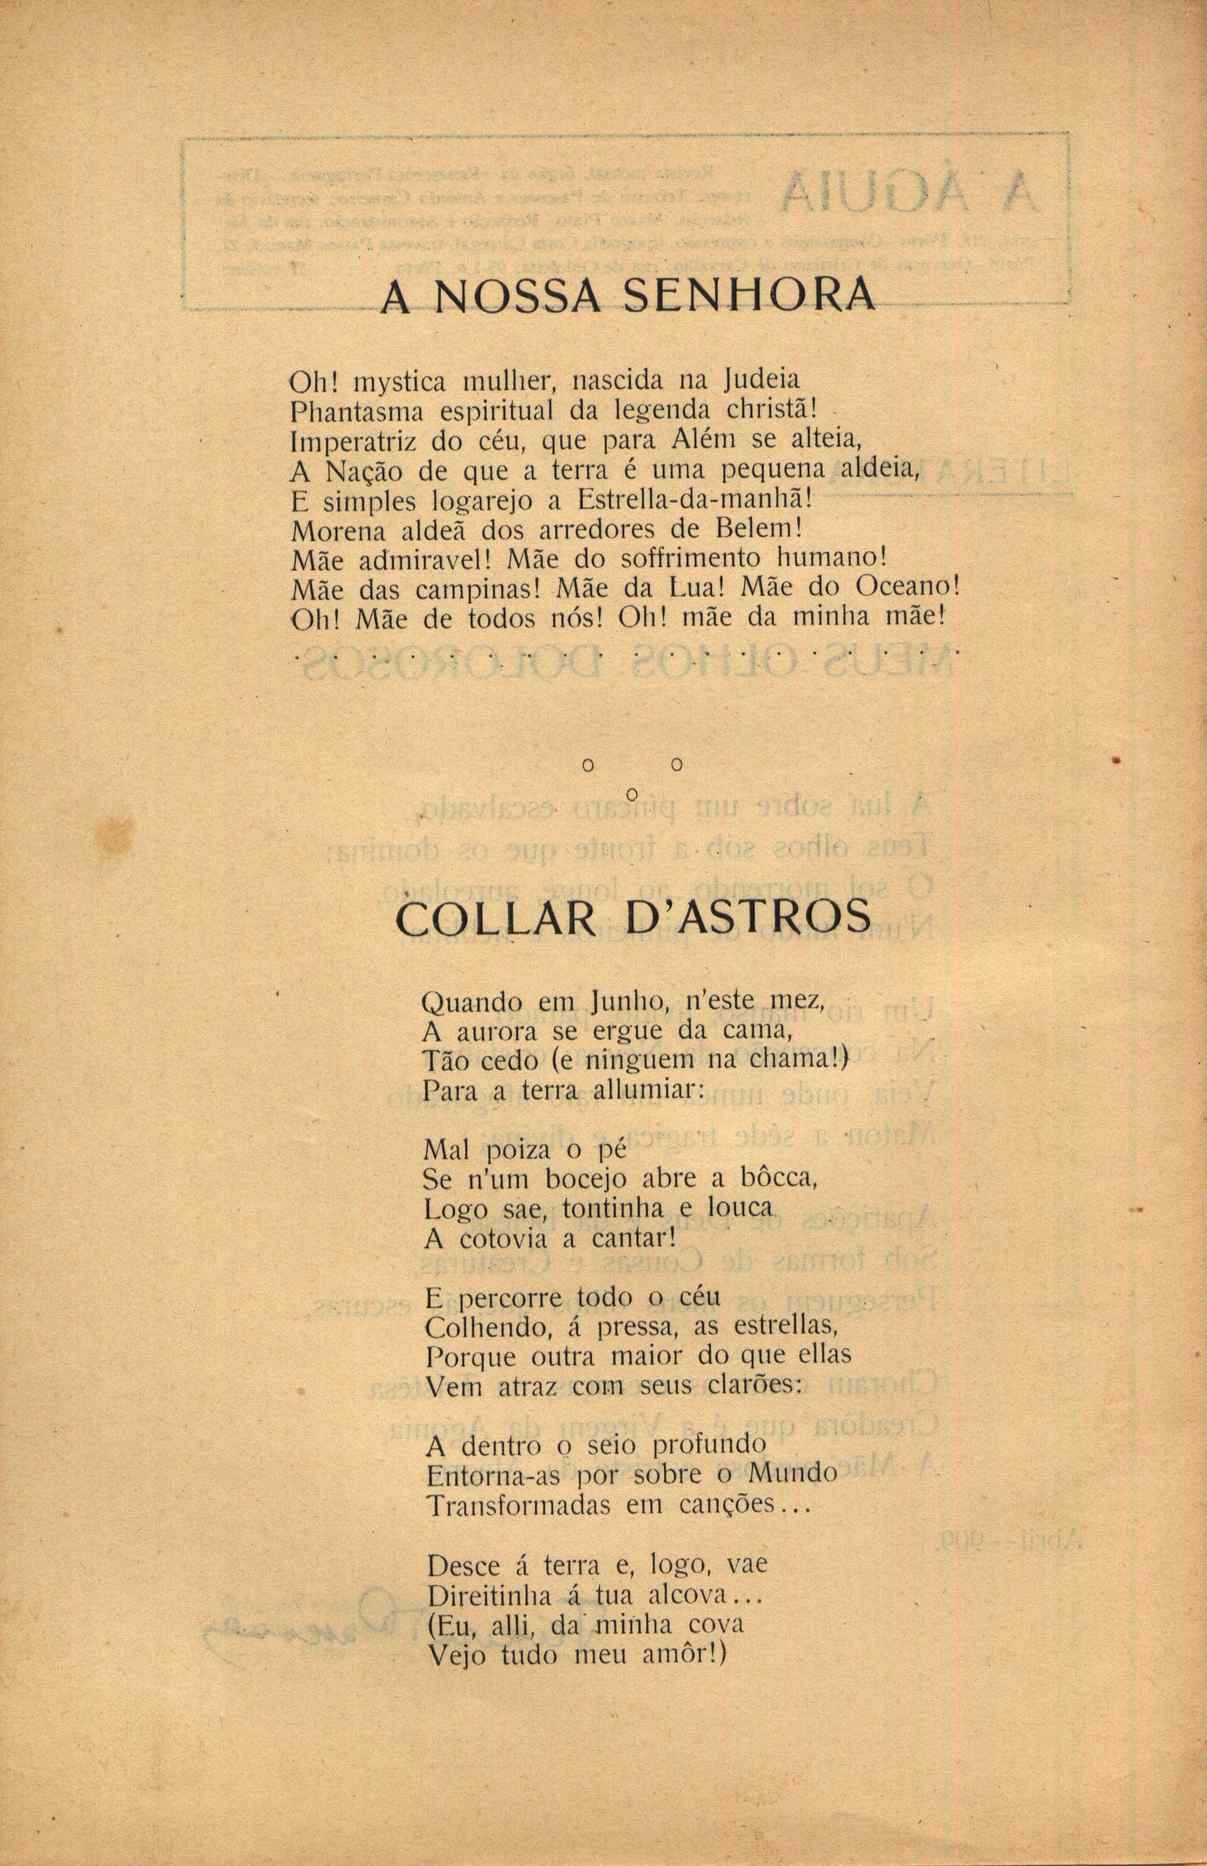 A NOSSA SENHORA
Oh! mystica mulher, nascida na Judeia
Phantasma espiritual da legenda christã!
Imperatriz do céu, que para Além se alteia,
A Nação de que a terra é uma pequena aldeia,
E simples logarejo a Estrella-da-manhã!
Morena aldeã dos arredores de Belem!
Mãe admiravel! Mãe do soffrimento humano!
Mãe das campinas! Mãe da Lua! Mãe do Oceano!
Oh! Mãe de todos nós! Oh! mãe da minha mãe!
. . . . . . . . . . . . . . . . . . .
COLLAR D'ASTROS
Quando em Junho, n'este mez,
A aurora se ergue da cama,
Tão cedo (e ninguem na chama!)
Para a terra allumiar:
Mal poiza o pé
Se n'um bocejo abre a bôcca,
Logo sae, tontinha e louca
A cotovia a cantar!
E percorre todo o céu
Colhendo, á pressa, as estrellas,
Porque outra maior do que ellas
Vem atraz com seus clarões:
A dentro o seio profundo
Entorna-as por sobre o Mundo
Transformadas em canções...
Desce á terra e, logo, vae
Direitinha á tua alcova...
(Eu, alli, da minha cova
Vejo tudo meu amôr!)